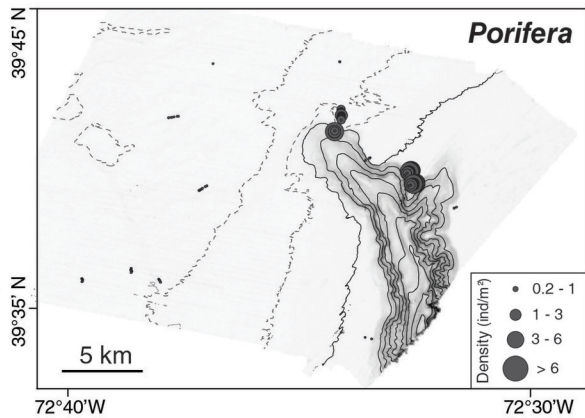 Porifera
39°45' N
39°35' N
5 km
Density (ind/m²)
0.2 - 1
1 - 3
3 - 6
> 6
72°40'W
72°30'W